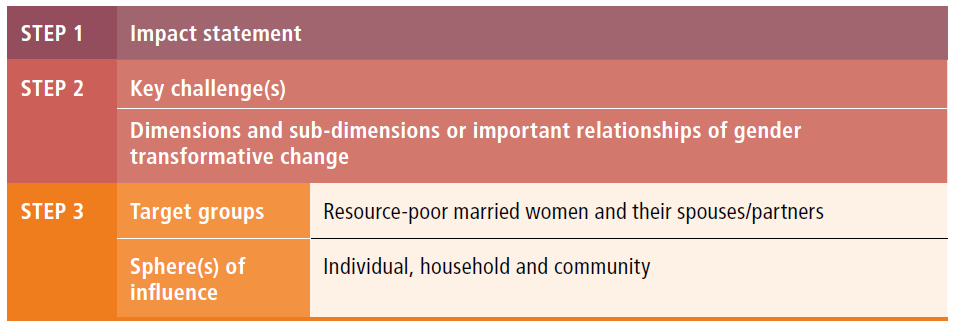 STEP 1
Impact statement
STEP 2
Key challenge(s)
Dimensions and sub-dimensions or important relationships of gender
transformative change
STEP 3
Target groups
Resource-poor married women and their spouses/partners
Sphere(s) of
influence
Individual, household and community